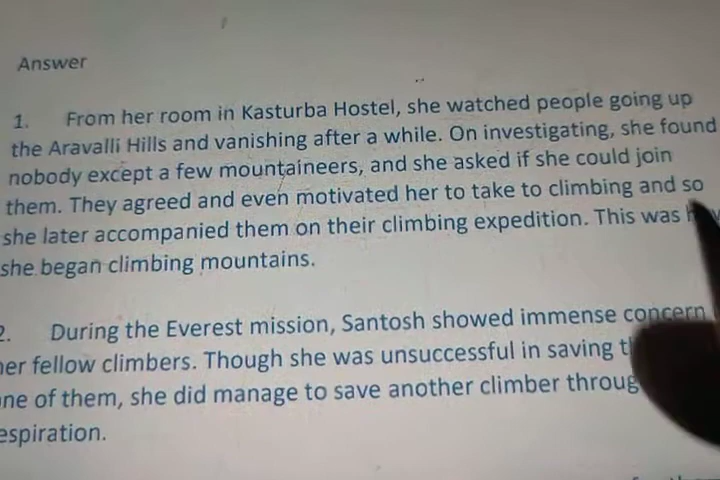 Answer
1. From her room in Kasturba Hostel, she watched people going up
the Aravalli Hills and vanishing after a while. On investigating, she found
nobody except a few mountaineers, and she asked if she could join
them. They agreed and even motivated her to take to climbing and so
she later accompanied them on their climbing expedition. This was
she began climbing mountains.
2. During the Everest mission, Santosh showed immense concern
her fellow climbers. Though she was unsuccessful in saving
one of them, she did manage to save another climber
espiration.